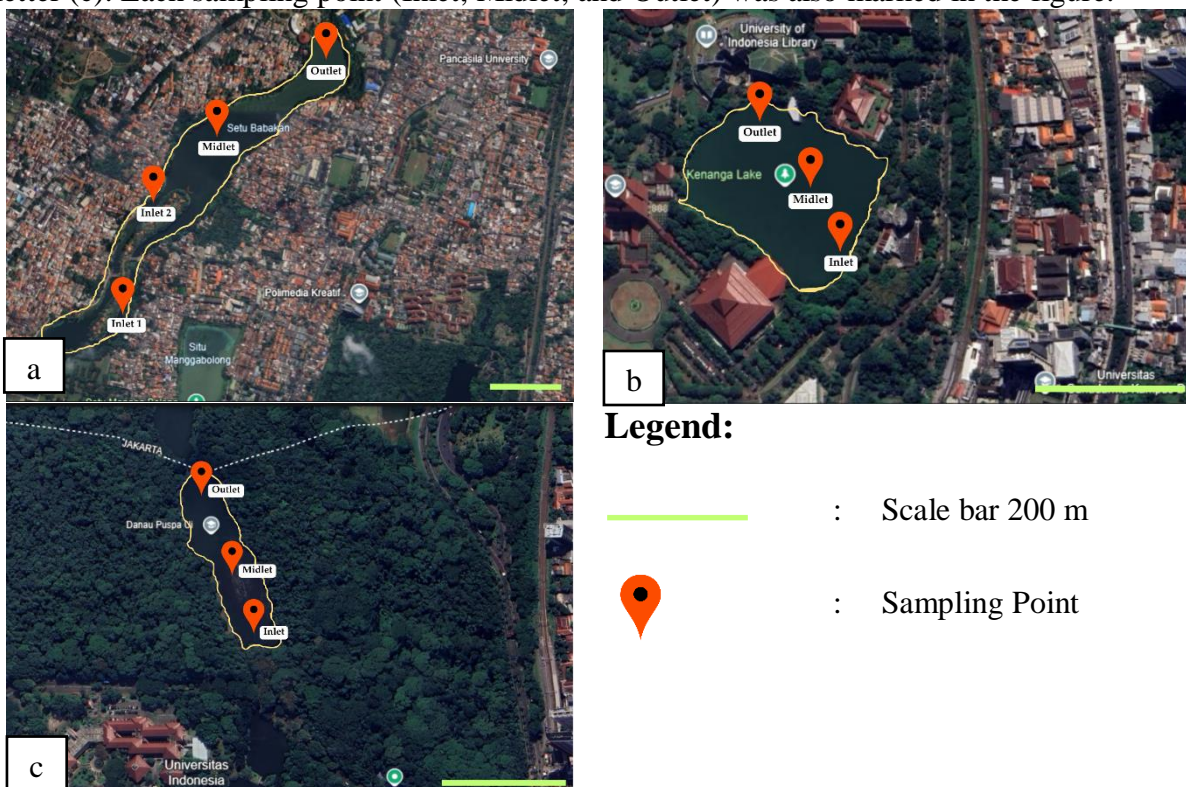 letter (c). Each sampling point (Inlet, Midlet, and Outlet) was also marked in the figure.
Outlet
Pancasila University
Setu Babakan
Midlet
Inlet 2
Polimedia Kreatif
Inlet 1
Situ
Manggabolong
a
University of
Indonesia Library
Outlet
Kenanga Lake
Midlet
Inlet
Universitas
b
JAKARTA
Outlet
Danau Puspa UI
Midlet
Inlet
Universitas
Indonesia
c
Legend:
: Scale bar 200 m
: Sampling Point